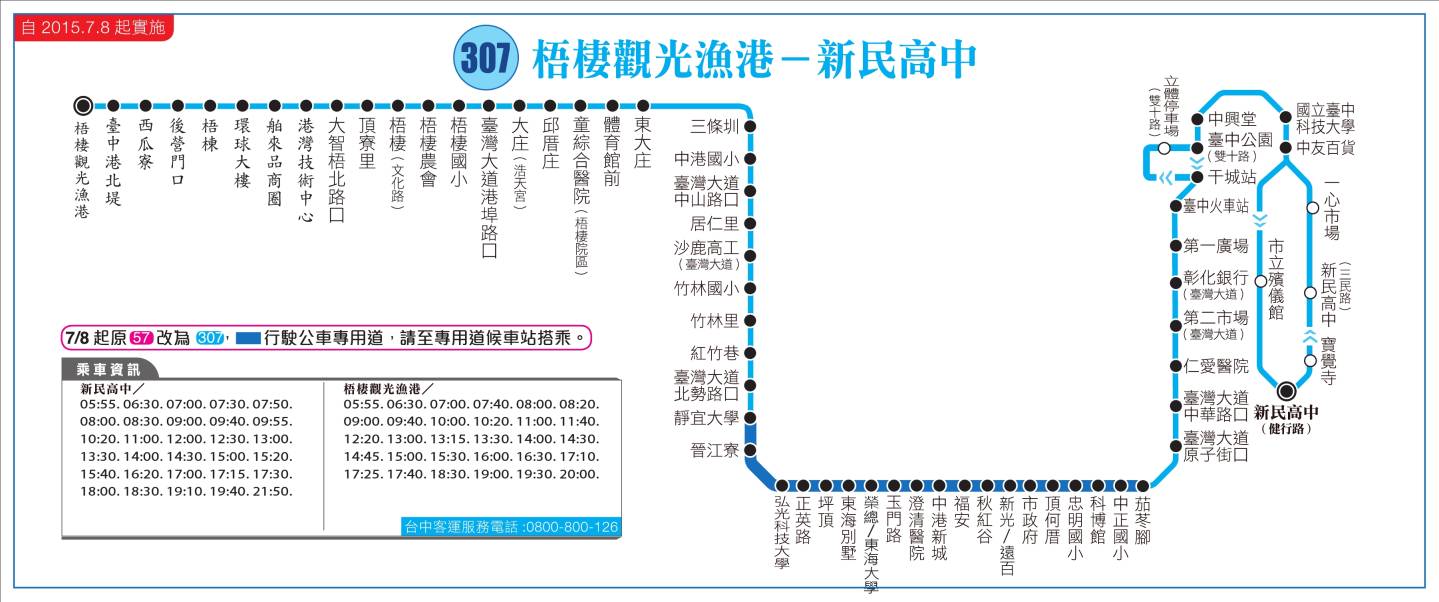 自 2015.7.8 起實施
307 梧棲觀光漁港－新民高中
梧棲觀光漁港
臺中港北堤
西瓜寮
後營門口
梧棟
環球大樓
舶來品商圈
港灣技術中心
大智梧北路口
頂寮里
梧棲（文化路）
梧棲農會
梧棲國小
臺灣大道港埠路口
大庄（浩天宮）
邱厝庄
童綜合醫院（梧棲院區）
體育館前
東大庄
三條圳
中港國小
臺灣大道
中山路口
居仁里
沙鹿高工
（臺灣大道）
竹林國小
竹林里
紅竹巷
臺灣大道
北勢路口
靜宜大學
晉江寮
弘光科技大學
正英路
坪頂
東海別墅
榮總/東海大學
玉門路
澄清醫院
中港新城
福安
秋紅谷
新光/遠百
市政府
頂何厝
忠明國小
科博館
中正國小
茄苳腳
臺灣大道
原子街口
臺灣大道
中華路口
仁愛醫院
第二市場
（臺灣大道）
彰化銀行
（臺灣大道）
第一廣場
臺中火車站
干城站
立體停車場
（雙十路）
臺中公園
（雙十路）
中興堂
國立臺中
科技大學
中友百貨
市立殯儀館
一心市場
新民高中
（三民路）
寶覺寺
新民高中
（健行路）
7/8 起原 57 改為 307， 行駛公車專用道，請至專用道候車站搭乘。
乘車資訊
新民高中／
05:55. 06:30. 07:00. 07:30. 07:50.
08:00. 08:30. 09:00. 09:40. 09:55.
10:20. 11:00. 12:00. 12:30. 13:00.
13:30. 14:00. 14:30. 15:00. 15:20.
15:40. 16:20. 17:00. 17:15. 17:30.
18:00. 18:30. 19:10. 19:40. 21:50.
梧棲觀光漁港／
05:55. 06:30. 07:00. 07:40. 08:00. 08:20.
09:00. 09:40. 10:00. 10:20. 11:00. 11:40.
12:20. 13:00. 13:15. 13:30. 14:00. 14:30.
14:45. 15:00. 15:30. 16:00. 16:30. 17:10.
17:25. 17:40. 18:30. 19:00. 19:30. 20:00.
台中客運服務電話 :0800-800-126